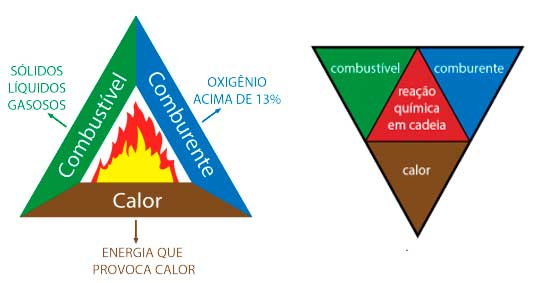 SÓLIDOS
LÍQUIDOS
GASOSOS
Combustível
Comburente
OXIGÊNIO
ACIMA DE 13%
Calor
ENERGIA QUE
PROVOCA CALOR
combustível
comburente
reação
química
em cadeia
calor